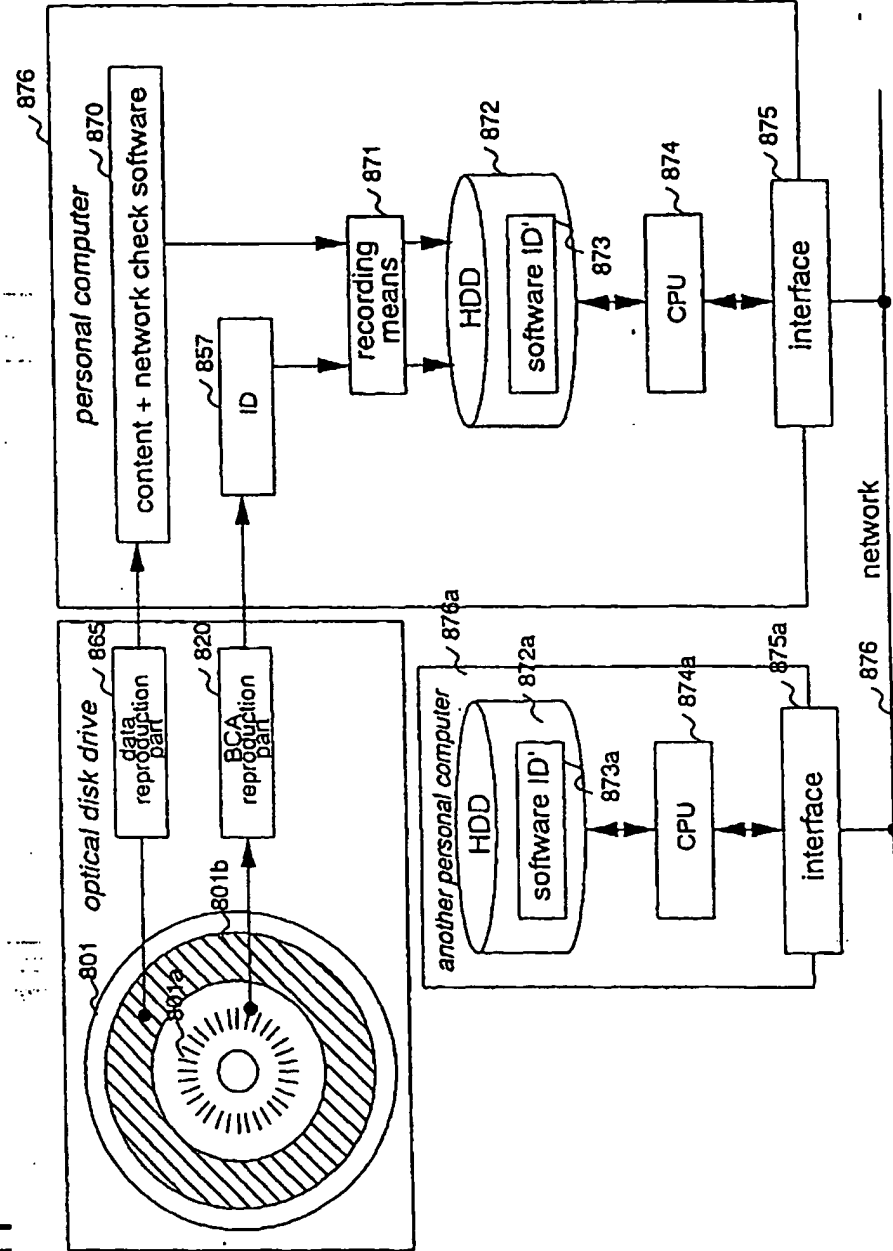 876
personal computer
870
content + network check software
857
ID
871
recording
means
872
HDD
software ID'
873
874
CPU
875
interface
network
876
optical disk drive
801
801a
801b
865
data
reproduction
part
820
BCA
reproduction
part
another personal computer
876a
HDD
872a
software ID'
873a
874a
CPU
875a
interface